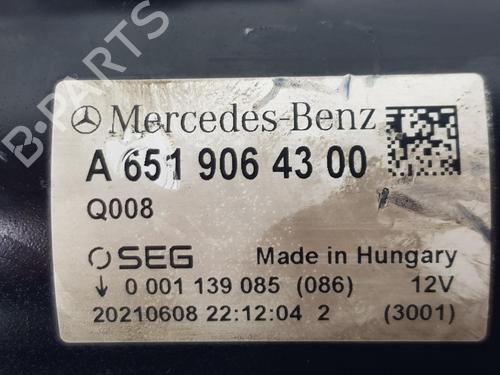 Mercedes-Benz
A 651 906 43 00
Q008
SEG Made in Hungary
↓ 0 001 139 085 (086) 12V
20210608 22:12:04 2 (3001)
B-PARTS